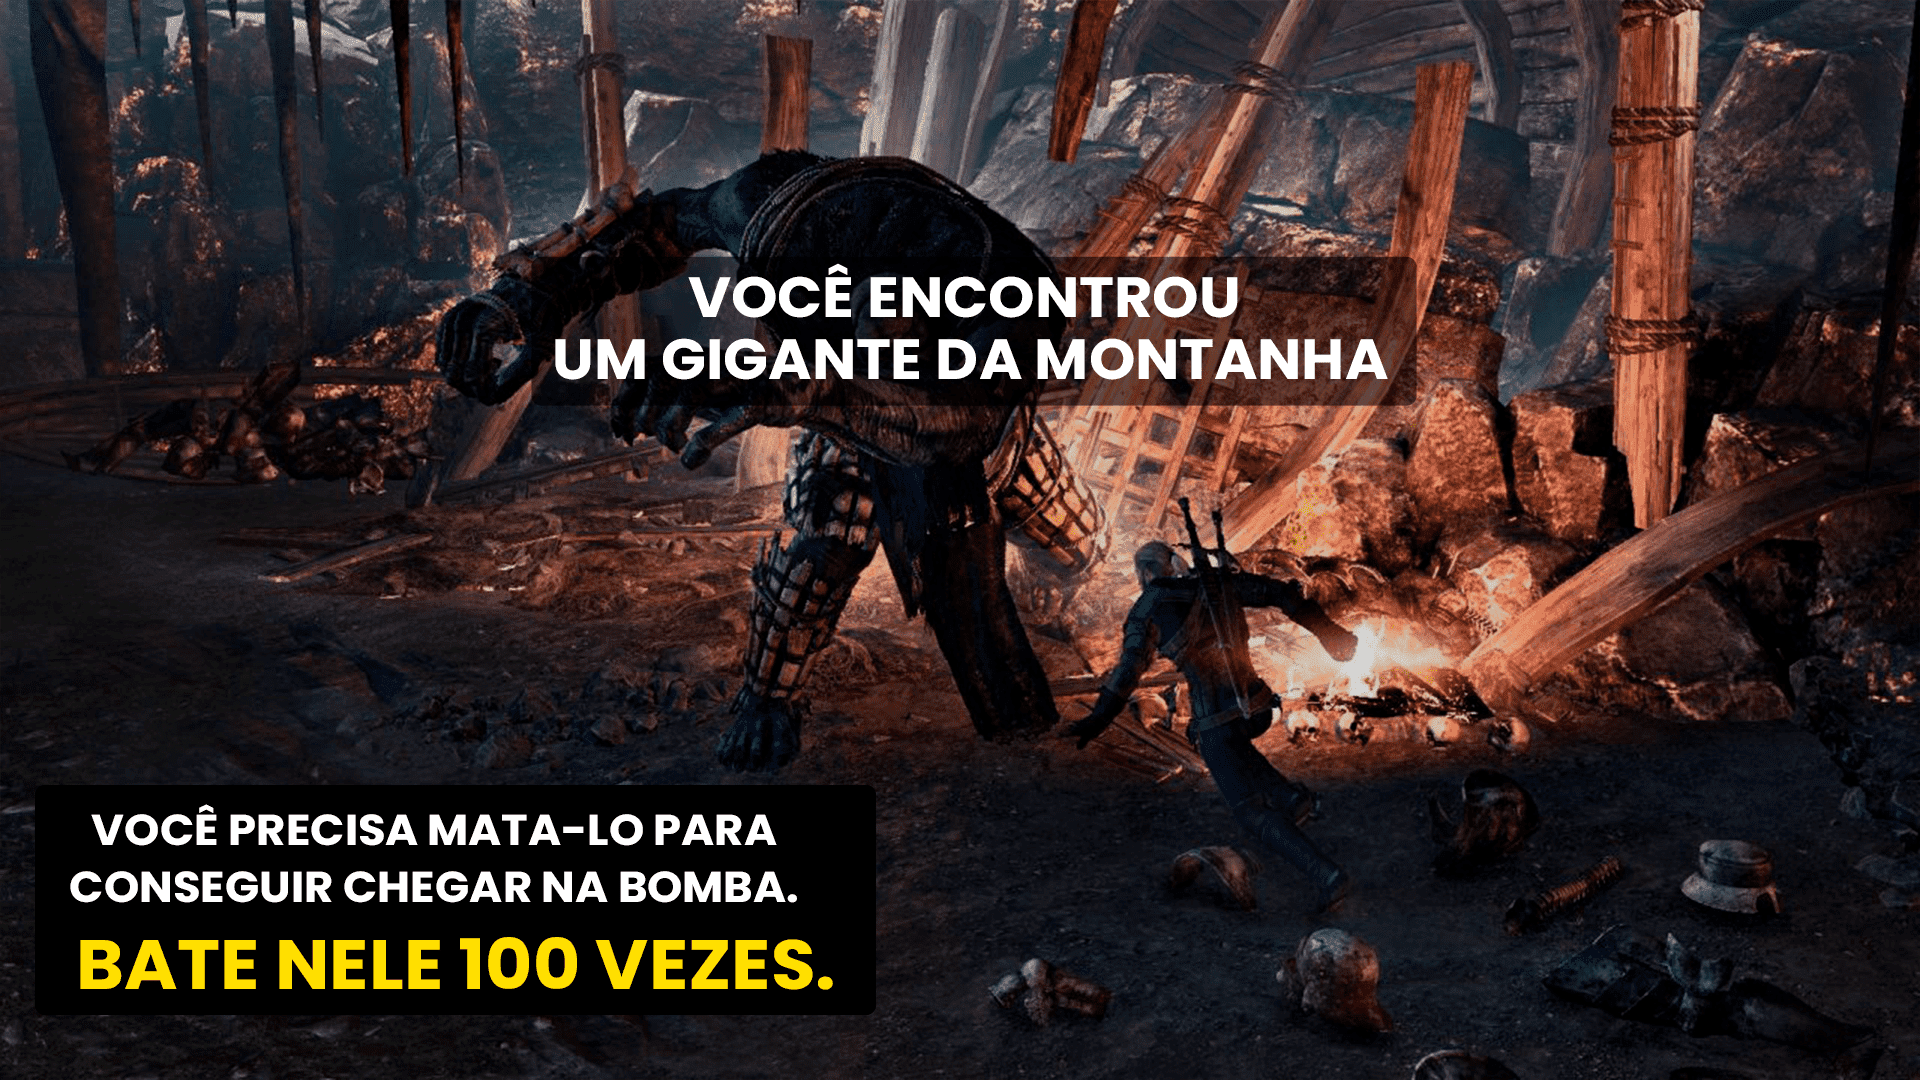 VOCÊ ENCONTROU
UM GIGANTE DA MONTANHA
VOCÊ PRECISA MATA-LO PARA
CONSEGUIR CHEGAR NA BOMBA.
BATE NELE 100 VEZES.